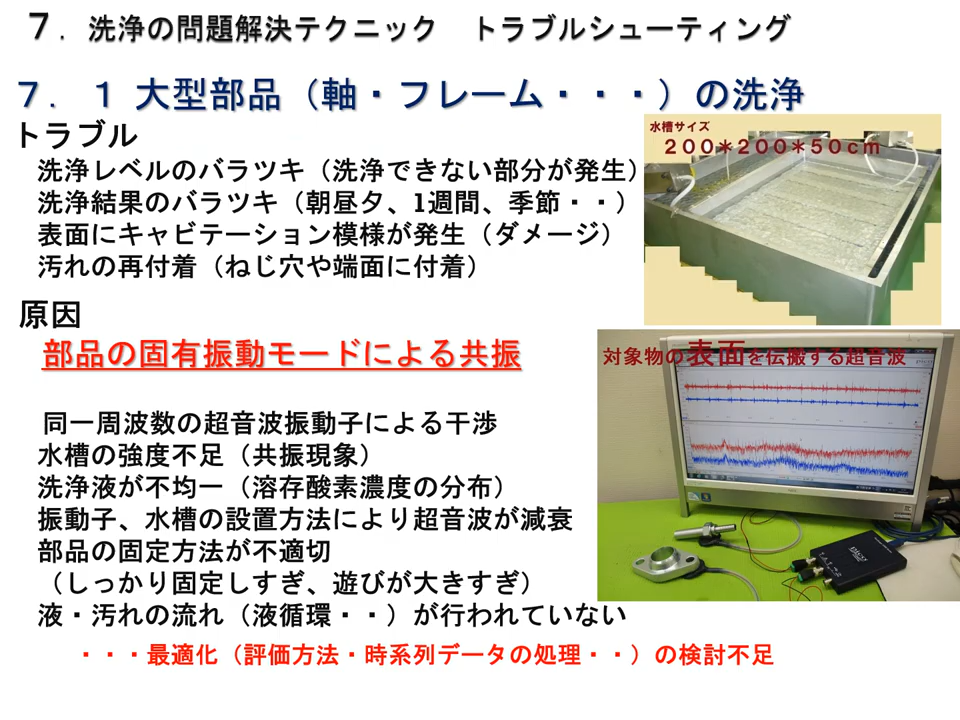 ７．洗浄の問題解決テクニック　トラブルシューティング
７．１ 大型部品（軸・フレーム・・・）の洗浄
トラブル
洗浄レベルのバラツキ（洗浄できない部分が発生）
洗浄結果のバラツキ（朝昼夕、1週間、季節・・）
表面にキャビテーション模様が発生（ダメージ）
汚れの再付着（ねじ穴や端面に付着）
水槽サイズ
２００＊２００＊５０ｃｍ
原因
部品の固有振動モードによる共振
対象物の表面を伝搬する超音波
同一周波数の超音波振動子による干渉
水槽の強度不足（共振現象）
洗浄液が不均一（溶存酸素濃度の分布）
振動子、水槽の設置方法により超音波が減衰
部品の固定方法が不適切
（しっかり固定しすぎ、遊びが大きすぎ）
液・汚れの流れ（液循環・・）が行われていない
・・・最適化（評価方法・時系列データの処理・・）の検討不足